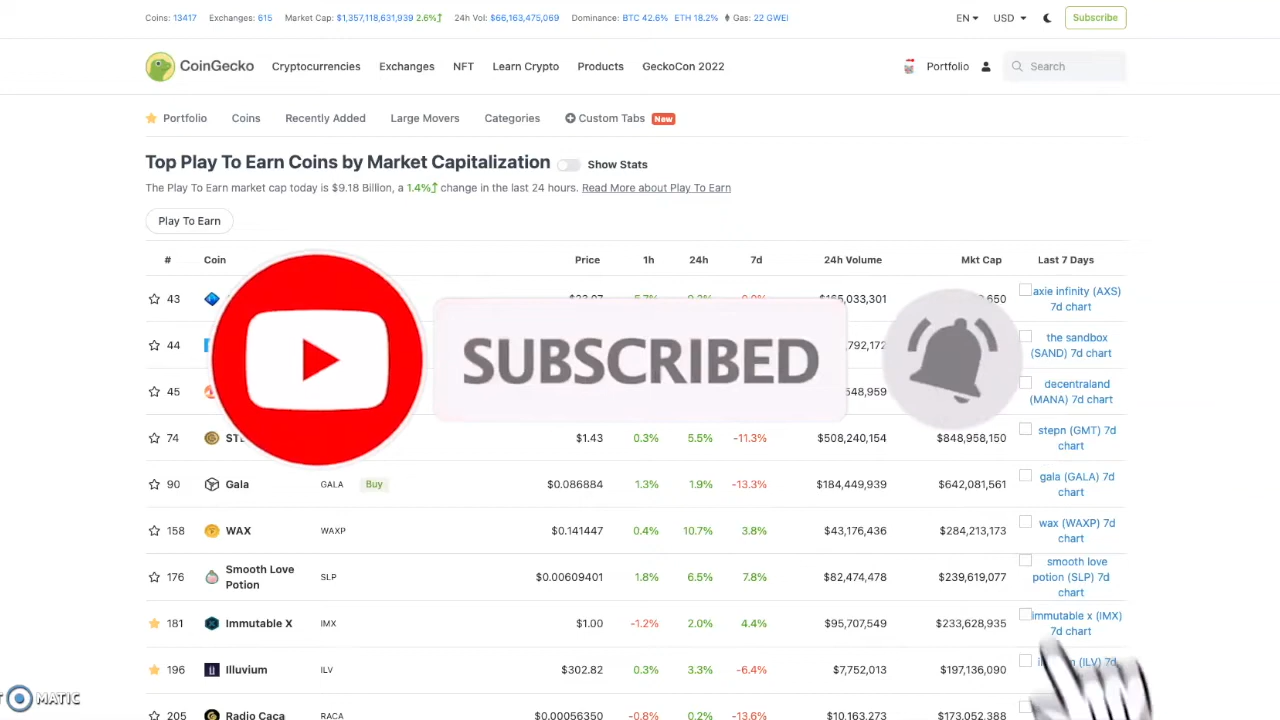 Coins: 13417 Exchanges: 615 Market Cap: $1,357,118,631,939 2.6% 24h Vol: $66,163,475,069 Dominance: BTC 42.6% ETH 18.2% Gas: 22 GWEI EN USD Subscribe
CoinGecko Cryptocurrencies Exchanges NFT Learn Crypto Products GeckoCon 2022 Portfolio Search
Portfolio Coins Recently Added Large Movers Categories Custom Tabs New
Top Play To Earn Coins by Market Capitalization Show Stats
The Play To Earn market cap today is $9.18 Billion, a 1.4% change in the last 24 hours. Read More about Play To Earn
Play To Earn
# Coin Price 1h 24h 7d 24h Volume Mkt Cap Last 7 Days
43 axie infinity (AXS)
7d chart
44 the sandbox
(SAND) 7d chart
SUBSCRIBED
45 decentraland
(MANA) 7d chart
74 $1.43 0.3% 5.5% -11.3% $508,240,154 $848,958,150 stepn (GMT) 7d
chart
90 Gala GALA Buy $0.086884 1.3% 1.9% -13.3% $184,449,939 $642,081,561 gala (GALA) 7d
chart
158 WAX WAXP $0.141447 0.4% 10.7% 3.8% $43,176,436 $284,213,173 wax (WAXP) 7d
chart
176 Smooth Love
Potion SLP $0.00609401 1.8% 6.5% 7.8% $82,474,478 $239,619,077 smooth love
potion (SLP) 7d
chart
181 Immutable X IMX $1.00 -1.2% 2.0% 4.4% $95,707,549 $233,628,935 immutable x (IMX)
7d chart
196 Illuvium ILV $302.82 0.3% 3.3% -6.4% $7,752,013 $197,136,090 (ILV) 7d
MATIC
205 Radio Caca RACA $0.00056350 -0.8% 0.2% -13.6% $10,163,273 $173,052,388